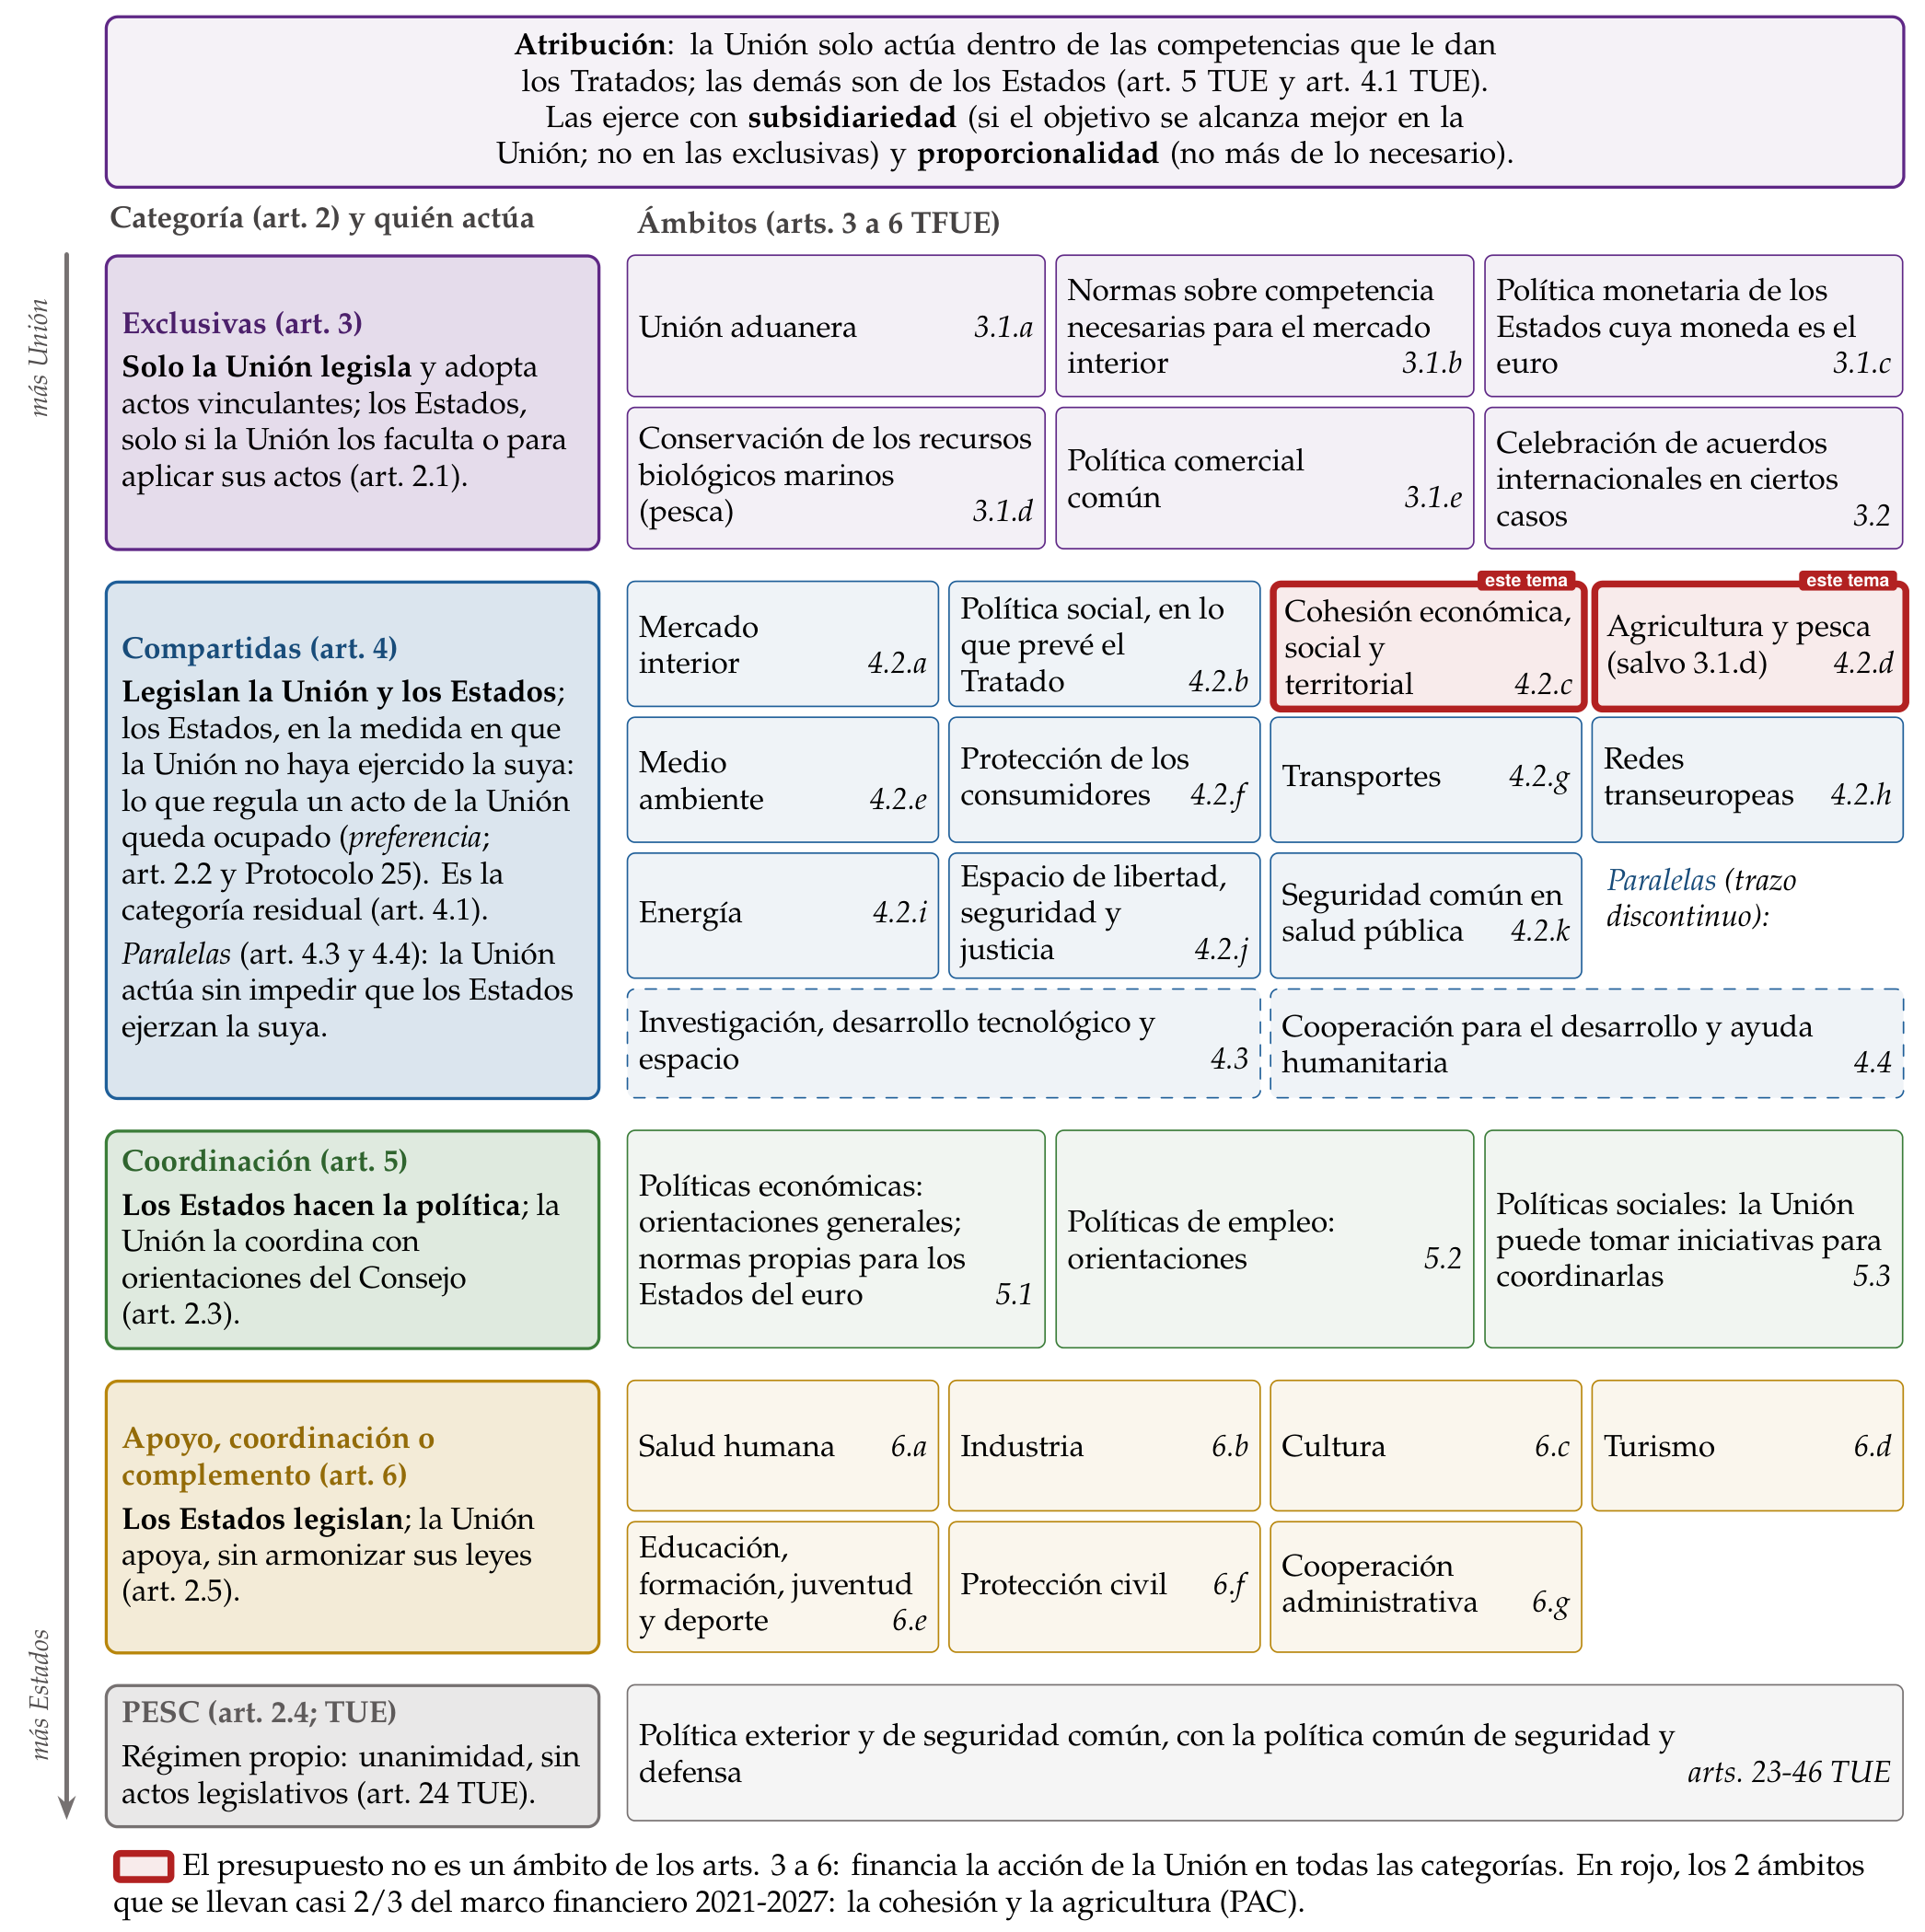 Atribución: la Unión solo actúa dentro de las competencias que le dan
los Tratados; las demás son de los Estados (art. 5 TUE y art. 4.1 TUE).
Las ejerce con subsidiariedad (si el objetivo se alcanza mejor en la
Unión; no en las exclusivas) y proporcionalidad (no más de lo necesario).
Categoría (art. 2) y quién actúa
Ámbitos (arts. 3 a 6 TFUE)
más Unión
Exclusivas (art. 3)
Solo la Unión legisla y adopta
actos vinculantes; los Estados,
solo si la Unión los faculta o para
aplicar sus actos (art. 2.1).
Unión aduanera 3.1.a
Normas sobre competencia
necesarias para el mercado
interior 3.1.b
Política monetaria de los
Estados cuya moneda es el
euro 3.1.c
Conservación de los recursos
biológicos marinos
(pesca) 3.1.d
Política comercial
común 3.1.e
Celebración de acuerdos
internacionales en ciertos
casos 3.2
Compartidas (art. 4)
Legislan la Unión y los Estados;
los Estados, en la medida en que
la Unión no haya ejercido la suya:
lo que regula un acto de la Unión
queda ocupado (preferencia;
art. 2.2 y Protocolo 25). Es la
categoría residual (art. 4.1).
Paralelas (art. 4.3 y 4.4): la Unión
actúa sin impedir que los Estados
ejerzan la suya.
Mercado
interior 4.2.a
Política social, en lo
que prevé el
Tratado 4.2.b
este tema
Cohesión económica,
social y
territorial 4.2.c
este tema
Agricultura y pesca
(salvo 3.1.d) 4.2.d
Medio
ambiente 4.2.e
Protección de los
consumidores 4.2.f
Transportes 4.2.g
Redes
transeuropeas 4.2.h
Energía 4.2.i
Espacio de libertad,
seguridad y
justicia 4.2.j
Seguridad común en
salud pública 4.2.k
Paralelas (trazo
discontinuo):
Investigación, desarrollo tecnológico y
espacio 4.3
Cooperación para el desarrollo y ayuda
humanitaria 4.4
Coordinación (art. 5)
Los Estados hacen la política; la
Unión la coordina con
orientaciones del Consejo
(art. 2.3).
Políticas económicas:
orientaciones generales;
normas propias para los
Estados del euro 5.1
Políticas de empleo:
orientaciones 5.2
Políticas sociales: la Unión
puede tomar iniciativas para
coordinarlas 5.3
Apoyo, coordinación o
complemento (art. 6)
Los Estados legislan; la Unión
apoya, sin armonizar sus leyes
(art. 2.5).
Salud humana 6.a
Industria 6.b
Cultura 6.c
Turismo 6.d
Educación,
formación, juventud
y deporte 6.e
Protección civil 6.f
Cooperación
administrativa 6.g
más Estados
PESC (art. 2.4; TUE)
Régimen propio: unanimidad, sin
actos legislativos (art. 24 TUE).
Política exterior y de seguridad común, con la política común de seguridad y
defensa arts. 23-46 TUE
El presupuesto no es un ámbito de los arts. 3 a 6: financia la acción de la Unión en todas las categorías. En rojo, los 2 ámbitos
que se llevan casi 2/3 del marco financiero 2021-2027: la cohesión y la agricultura (PAC).